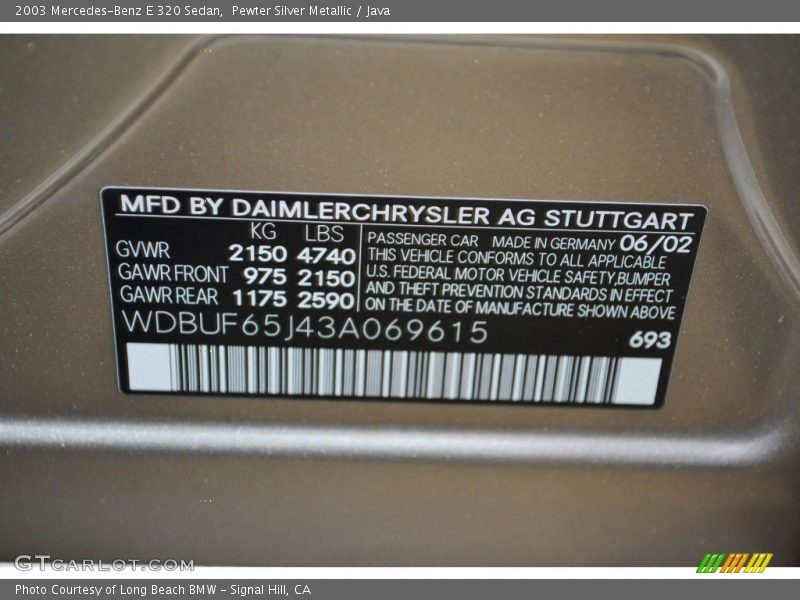 2003 Mercedes-Benz E 320 Sedan, Pewter Silver Metallic / Java
MFD BY DAIMLERCHRYSLER AG STUTTGART
KG LBS
GVWR 2150 4740
GAWR FRONT 975 2150
GAWR REAR 1175 2590
PASSENGER CAR MADE IN GERMANY 06/02
THIS VEHICLE CONFORMS TO ALL APPLICABLE
U.S. FEDERAL MOTOR VEHICLE SAFETY, BUMPER
AND THEFT PREVENTION STANDARDS IN EFFECT
ON THE DATE OF MANUFACTURE SHOWN ABOVE
WDBUF65J43A069615
693
GTCARLOT.COM
Photo Courtesy of Long Beach BMW - Signal Hill, CA